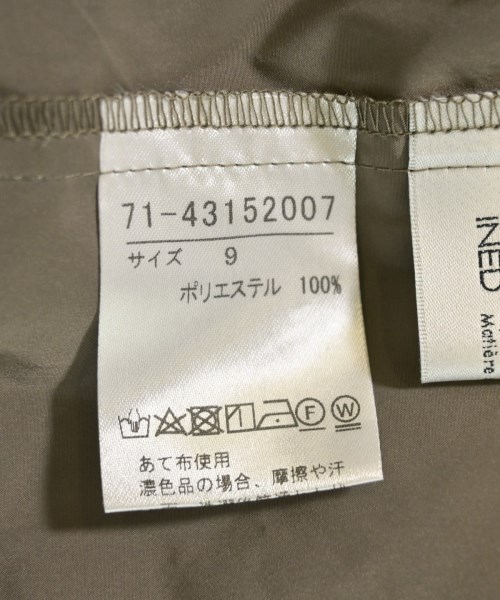 71-43152007
サイズ 9
ポリエステル 100%
F W
あて布使用
濃色品の場合、摩擦や汗
INED
Matière